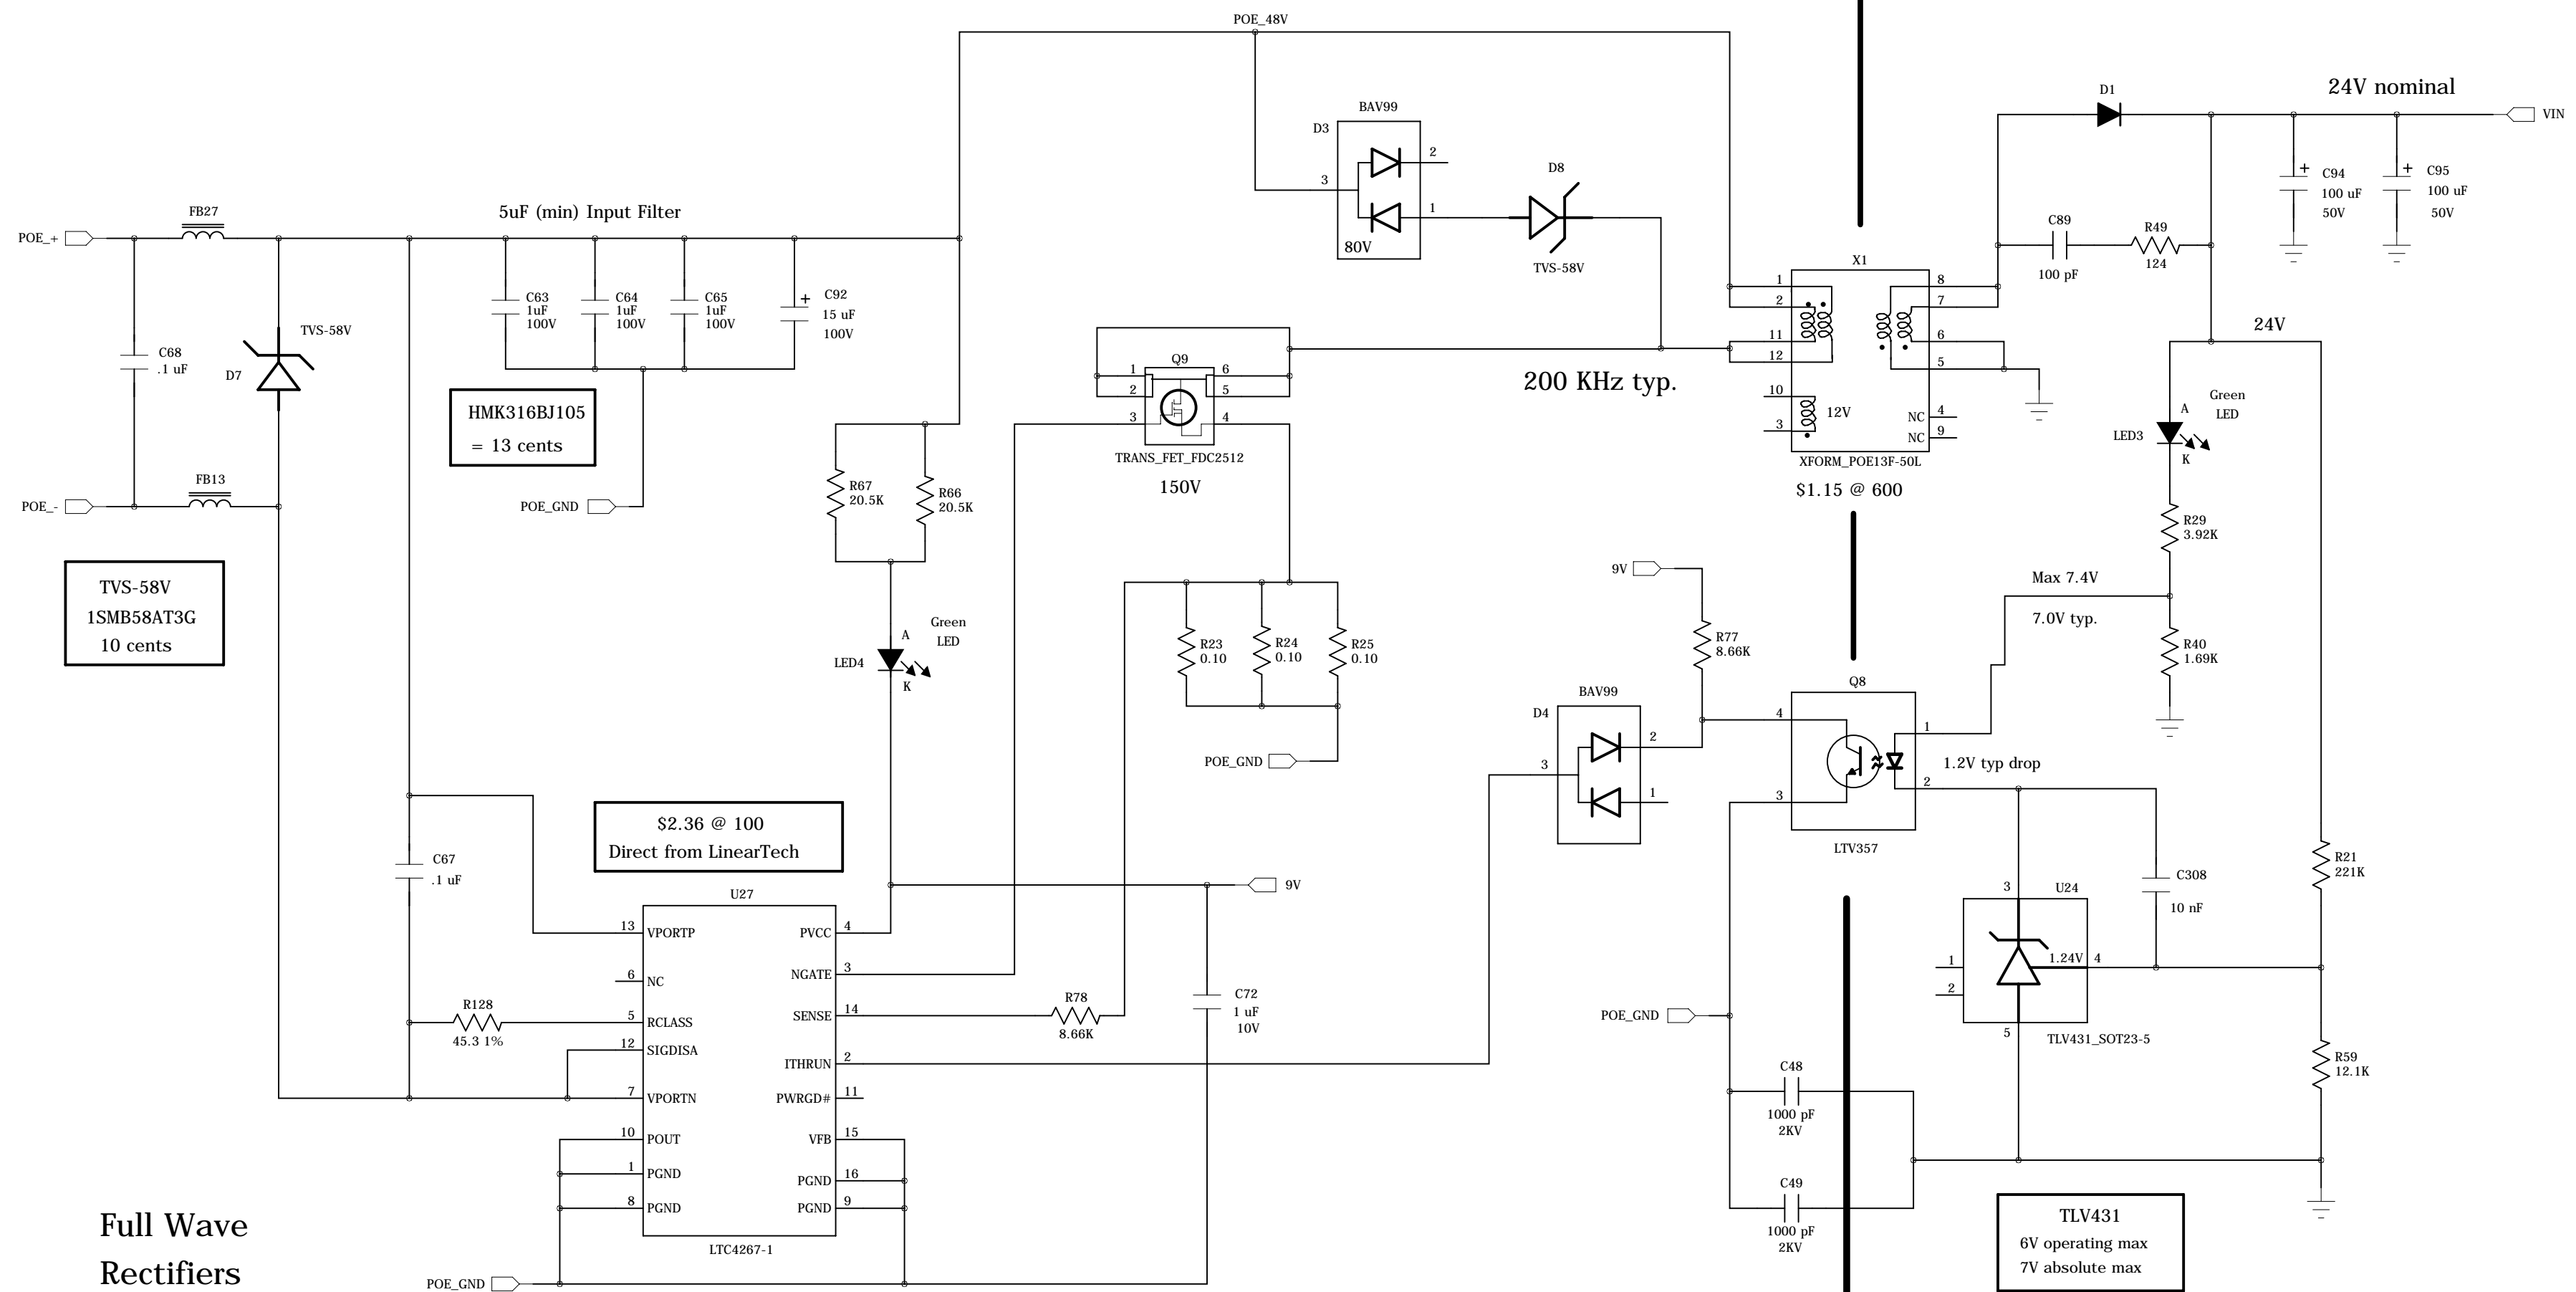 POE_48V
24V nominal
D1
VIN
BAV99
D3
2
3
1
80V
D8
TVS-58V
C94
100 uF
50V
C95
100 uF
50V
C89
100 pF
R49
124
POE_+
FB27
5uF (min) Input Filter
C63
1uF
100V
C64
1uF
100V
C65
1uF
100V
C92
15 uF
100V
C68
.1 uF
TVS-58V
D7
X1
1
2
11
12
10
3
12V
8
7
6
5
NC 4
NC 9
XFORM_POE13F-50L
$1.15 @ 600
24V
Q9
1
2
3
6
5
4
TRANS_FET_FDC2512
150V
200 KHz typ.
HMK316BJ105
= 13 cents
Green
LED
A
LED3
K
POE_-
FB13
POE_GND
R67
20.5K
R66
20.5K
R29
3.92K
TVS-58V
1SMB58AT3G
10 cents
9V
Max 7.4V
7.0V typ.
Green
LED
A
LED4
K
R23
0.10
R24
0.10
R25
0.10
R77
8.66K
R40
1.69K
POE_GND
BAV99
D4
2
3
1
Q8
4
3
1
2
LTV357
1.2V typ drop
$2.36 @ 100
Direct from LinearTech
C67
.1 uF
9V
R21
221K
C308
10 nF
U24
3
1
2
1.24V
4
5
TLV431_SOT23-5
U27
13 VPORTP
6 NC
5 RCLASS
12 SIGDISA
7 VPORTN
10 POUT
1 PGND
8 PGND
PVCC 4
NGATE 3
SENSE 14
ITHRUN 2
PWRGD# 11
VFB 15
PGND 16
PGND 9
LTC4267-1
R128
45.3 1%
R78
8.66K
C72
1 uF
10V
POE_GND
R59
12.1K
C48
1000 pF
2KV
C49
1000 pF
2KV
TLV431
6V operating max
7V absolute max
Full Wave
Rectifiers
POE_GND